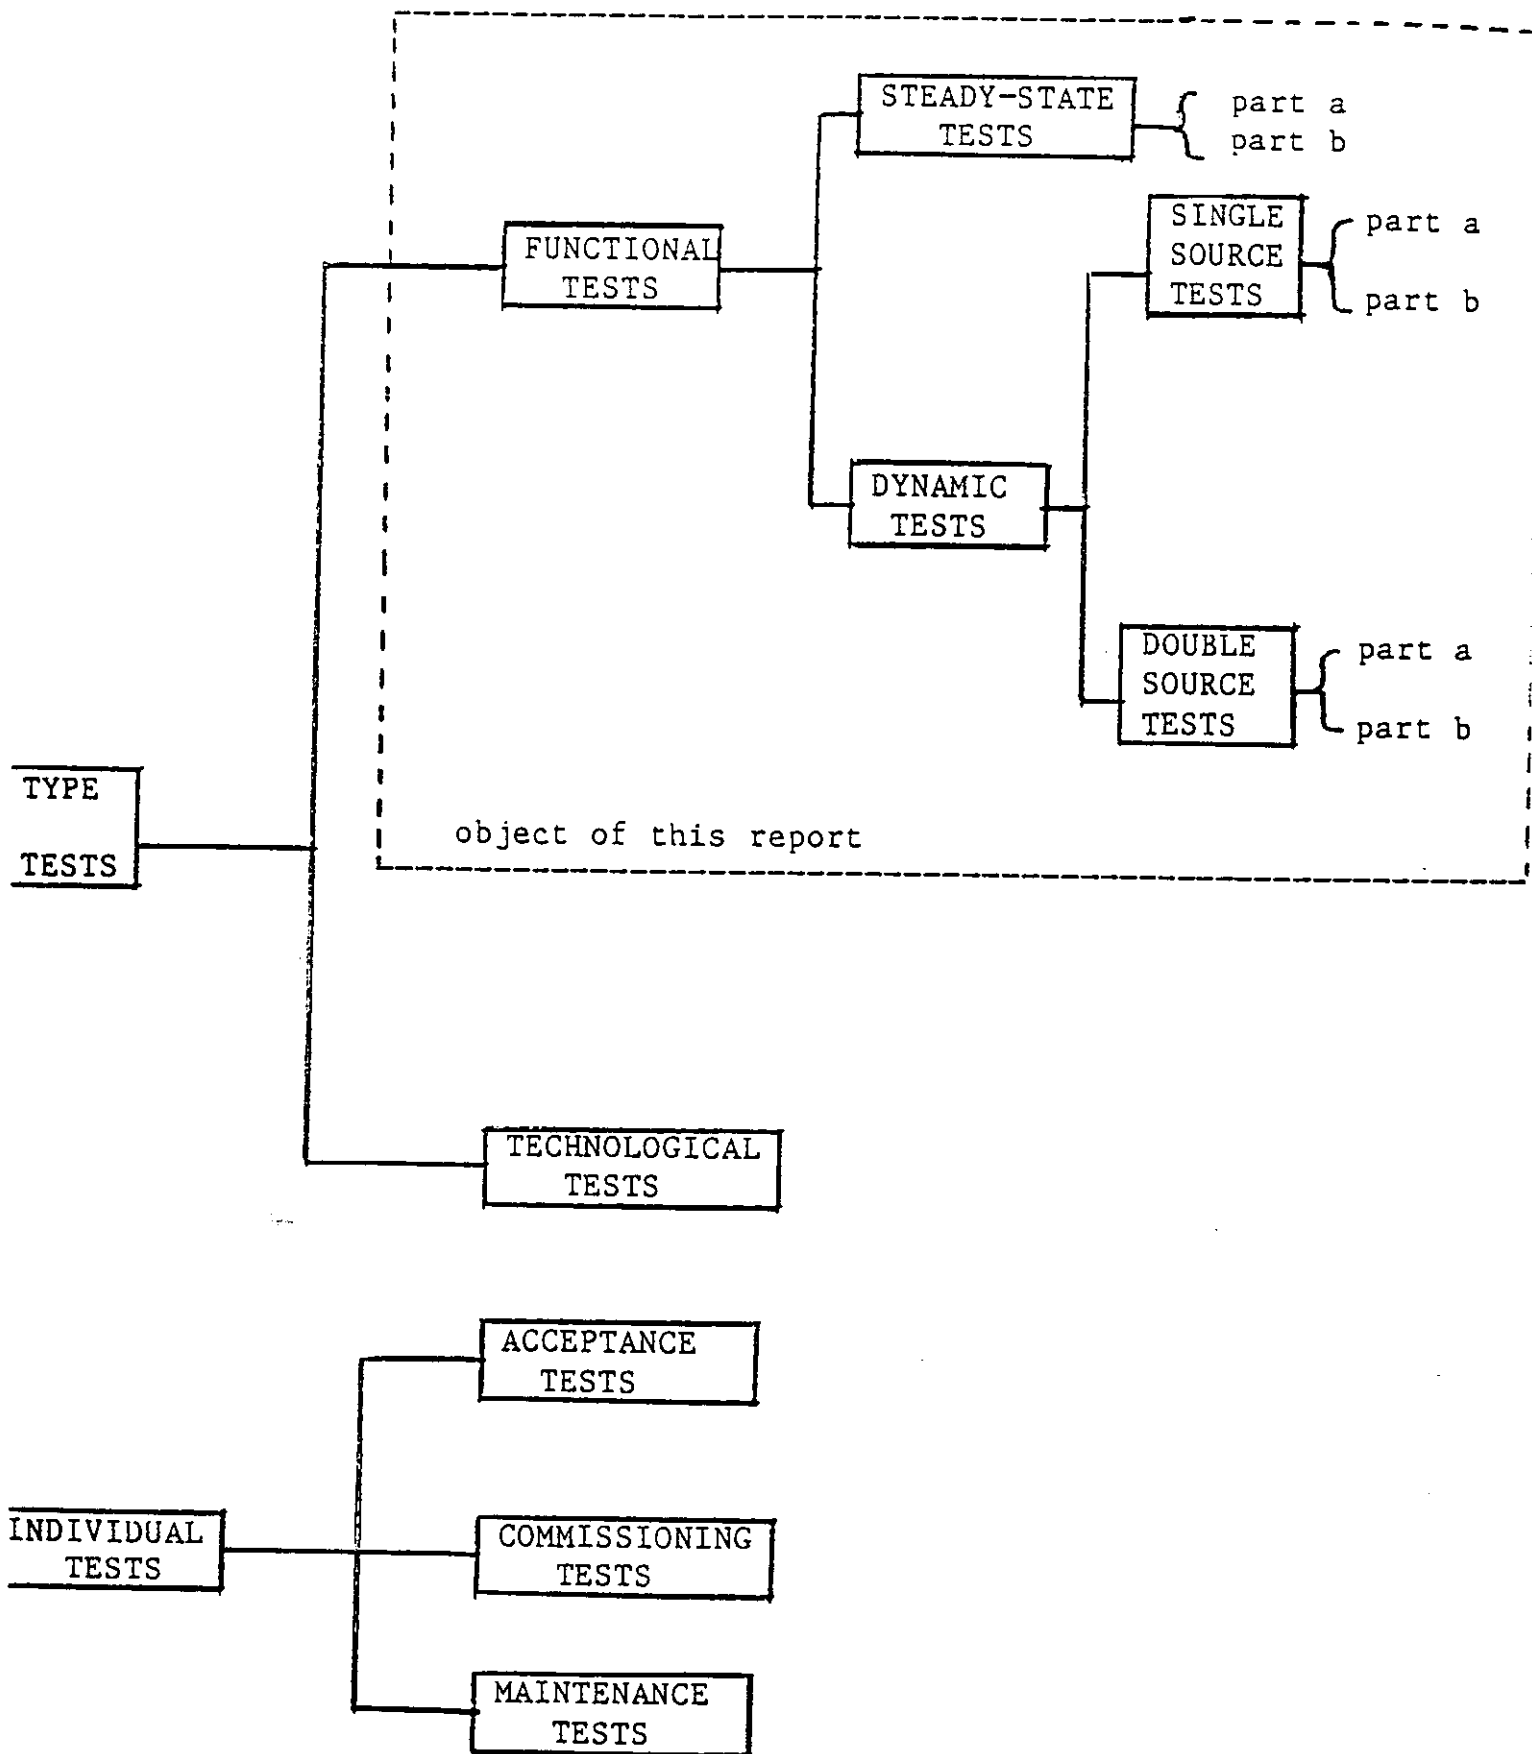 STEADY-STATE
TESTS
part a
part b
SINGLE
SOURCE
TESTS
part a
part b
FUNCTIONAL
TESTS
DYNAMIC
TESTS
DOUBLE
SOURCE
TESTS
part a
part b
TYPE
TESTS
object of this report
TECHNOLOGICAL
TESTS
ACCEPTANCE
TESTS
INDIVIDUAL
TESTS
COMMISSIONING
TESTS
MAINTENANCE
TESTS